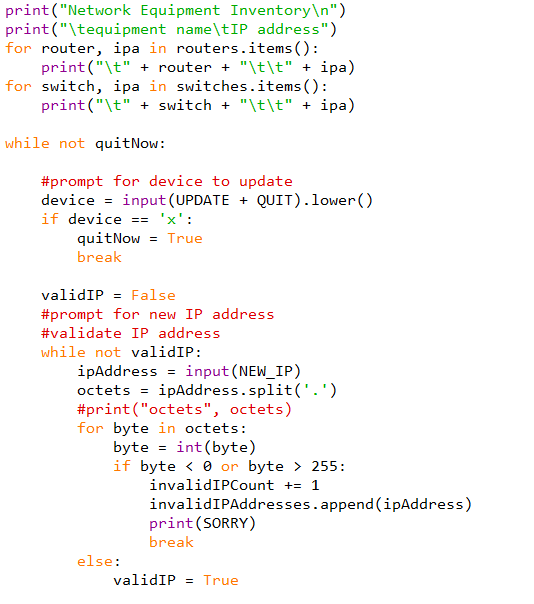 print("Network Equipment Inventory\n")
print("\tequipment name\tIP address")
for router, ipa in routers.items():
    print("\t" + router + "\t\t" + ipa)
for switch, ipa in switches.items():
    print("\t" + switch + "\t\t" + ipa)

while not quitNow:

    #prompt for device to update
    device = input(UPDATE + QUIT).lower()
    if device == 'x':
        quitNow = True
        break

    validIP = False
    #prompt for new IP address
    #validate IP address
    while not validIP:
        ipAddress = input(NEW_IP)
        octets = ipAddress.split('.')
        #print("octets", octets)
        for byte in octets:
            byte = int(byte)
            if byte < 0 or byte > 255:
                invalidIPCount += 1
                invalidIPAddresses.append(ipAddress)
                print(SORRY)
                break
        else:
            validIP = True